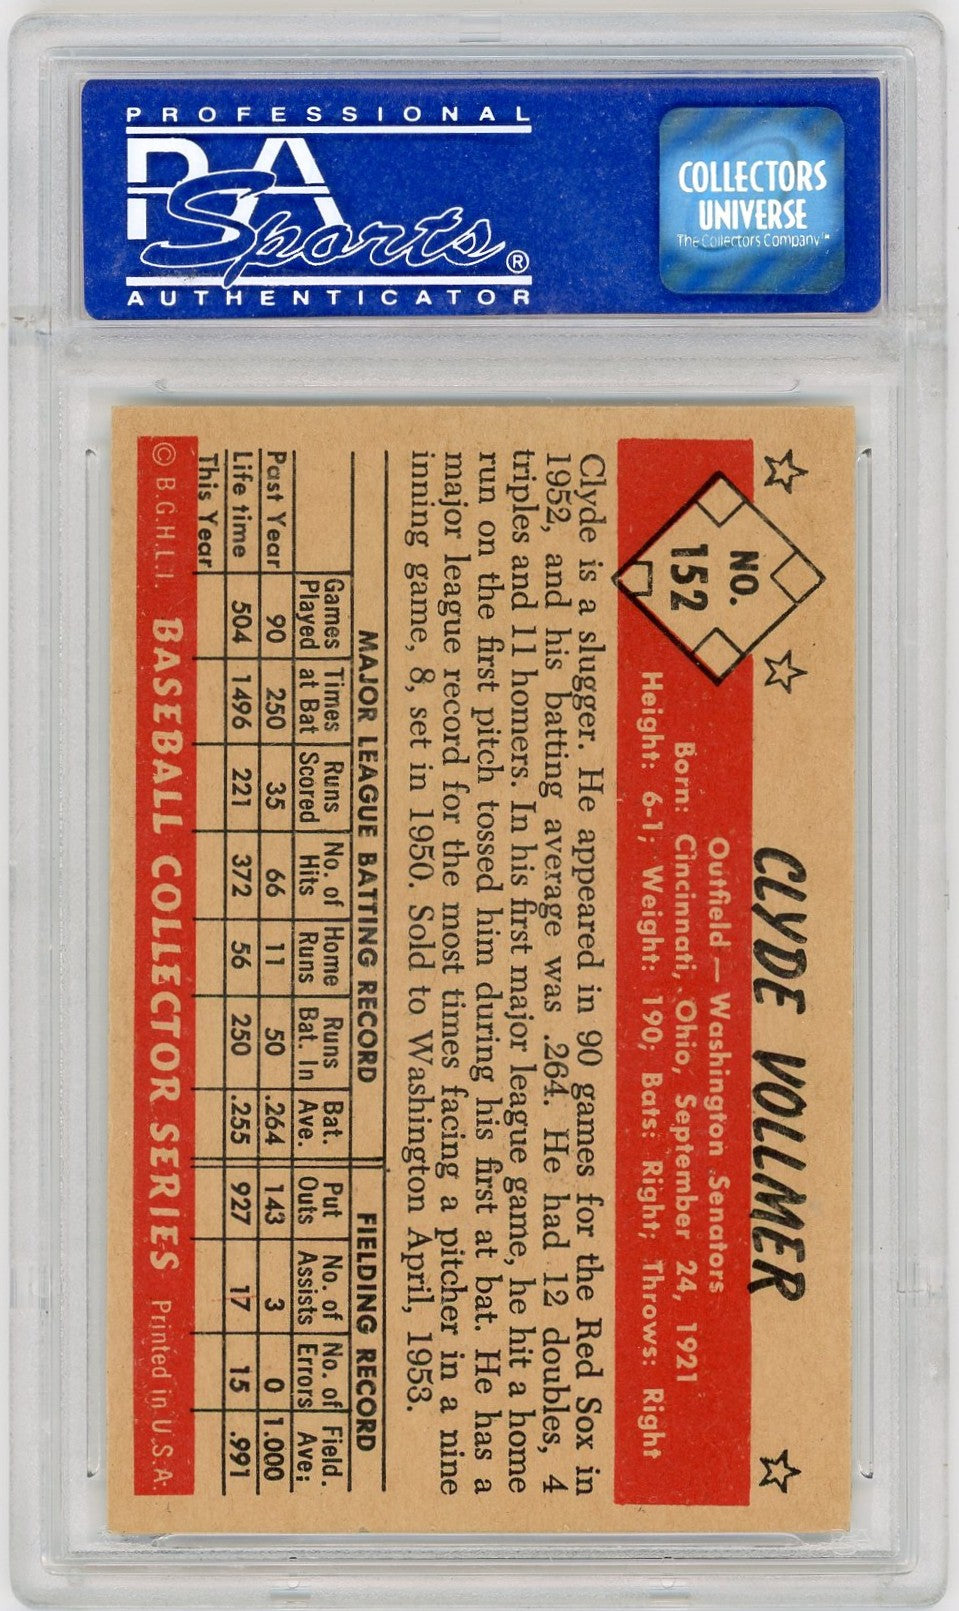 PROFESSIONAL
PSA
Sports®
AUTHENTICATOR
COLLECTORS
UNIVERSE
The Collectors Company™
NO.
152
CLYDE VOLLMER
Outfield — Washington Senators
Born: Cincinnati, Ohio, September 24, 1921
Height: 6-1; Weight: 190; Bats: Right; Throws: Right
Clyde is a slugger. He appeared in 90 games for the Red Sox in
1952, and his batting average was .264. He had 12 doubles, 4
triples and 11 homers. In his first major league game, he hit a home
run on the first pitch tossed him during his first at bat. He has a
major league record for the most times facing a pitcher in a nine
inning game, 8, set in 1950. Sold to Washington April, 1953.
MAJOR LEAGUE BATTING RECORD FIELDING RECORD
Games Times Runs No. of Home Runs Bat. Put No. of No. of Field.
Played at Bat Scored Hits Runs Bat. In Ave. Outs Assists Errors Ave:
Past Year 90 250 35 66 11 50 .264 143 3 0 1.000
Life time 504 1496 221 372 56 250 .255 927 17 15 .991
This Year
© B.G.H.L.I. BASEBALL COLLECTOR SERIES Printed in U.S.A.